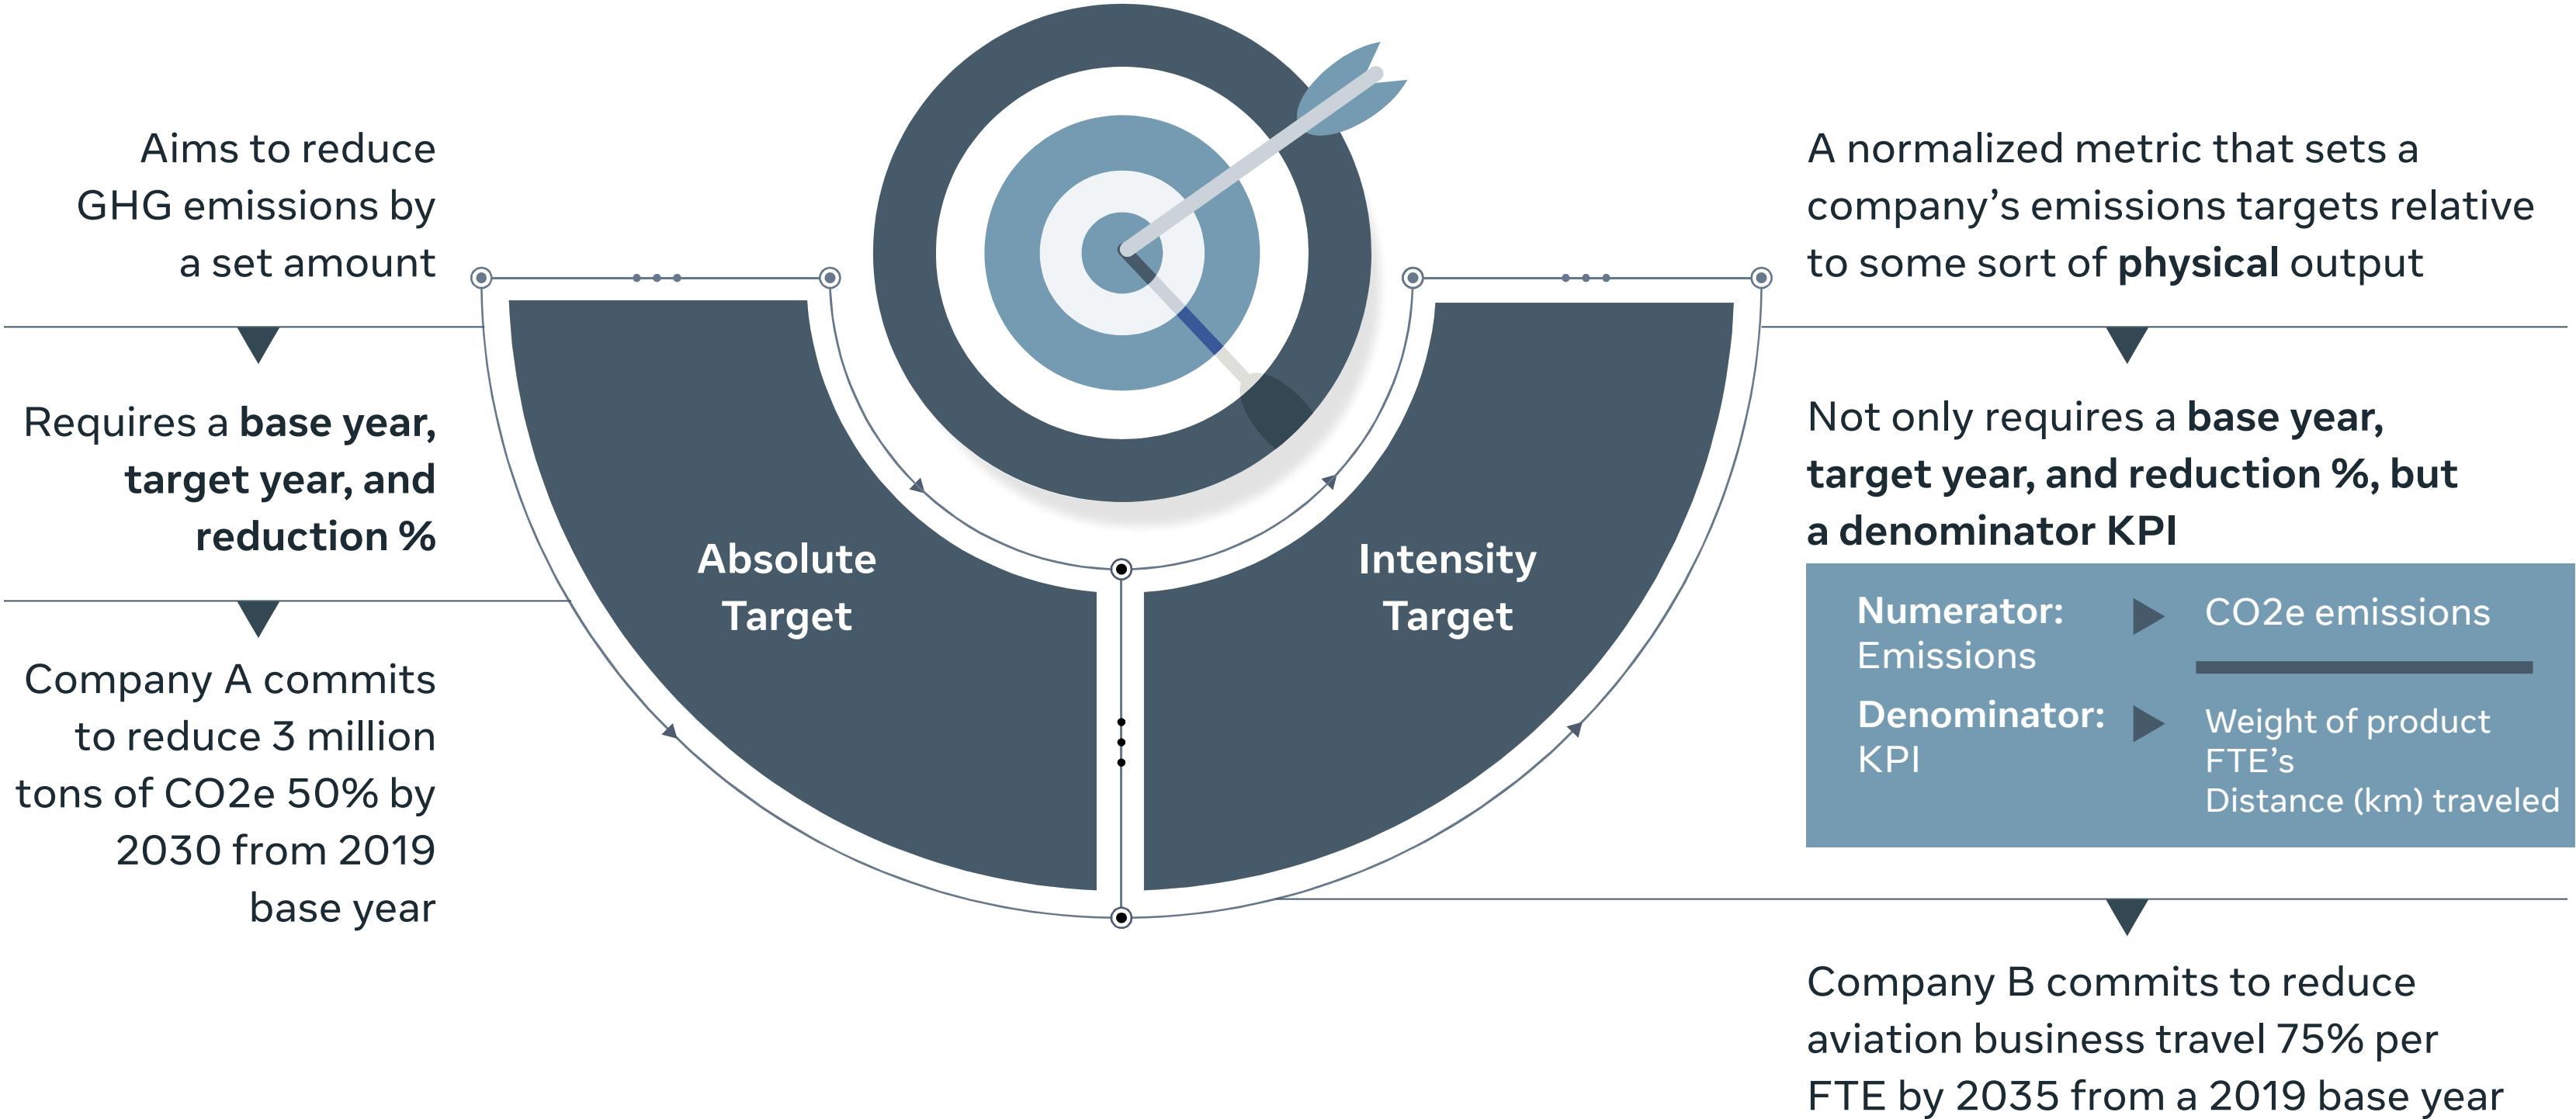 Aims to reduce
GHG emissions by
a set amount
Requires a base year,
target year, and
reduction %
Company A commits
to reduce 3 million
tons of CO2e 50% by
2030 from 2019
base year
Absolute
Target
Intensity
Target
A normalized metric that sets a
company’s emissions targets relative
to some sort of physical output
Not only requires a base year,
target year, and reduction %, but
a denominator KPI
Numerator:
Emissions
CO2e emissions
Denominator:
KPI
Weight of product
FTE’s
Distance (km) traveled
Company B commits to reduce
aviation business travel 75% per
FTE by 2035 from a 2019 base year